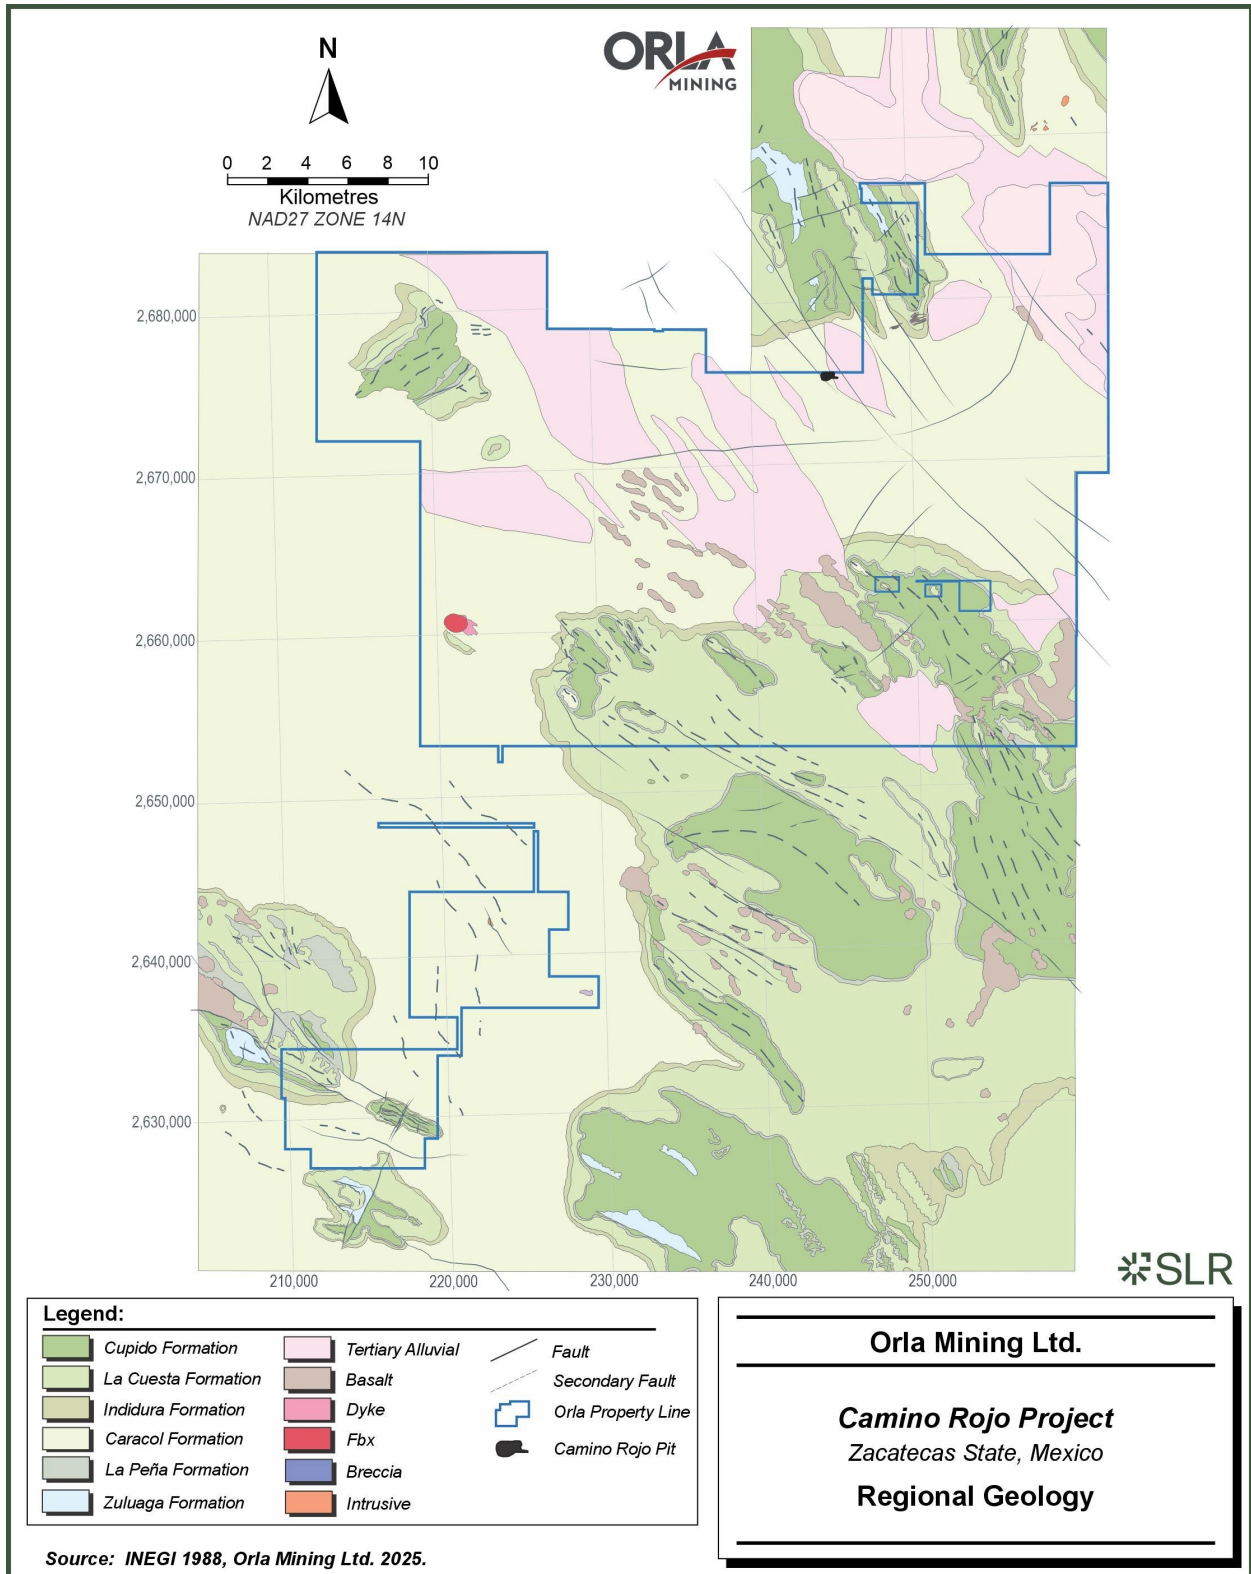 N
ORLA
MINING
0 2 4 6 8 10
Kilometres
NAD27 ZONE 14N
2,680,000
2,670,000
2,660,000
2,650,000
2,640,000
2,630,000
210,000 220,000 230,000 240,000 250,000
SLR
Legend:
Cupido Formation
La Cuesta Formation
Indidura Formation
Caracol Formation
La Peña Formation
Zuluaga Formation
Tertiary Alluvial
Basalt
Dyke
Fbx
Breccia
Intrusive
Fault
Secondary Fault
Orla Property Line
Camino Rojo Pit
Orla Mining Ltd.
Camino Rojo Project
Zacatecas State, Mexico
Regional Geology
Source: INEGI 1988, Orla Mining Ltd. 2025.